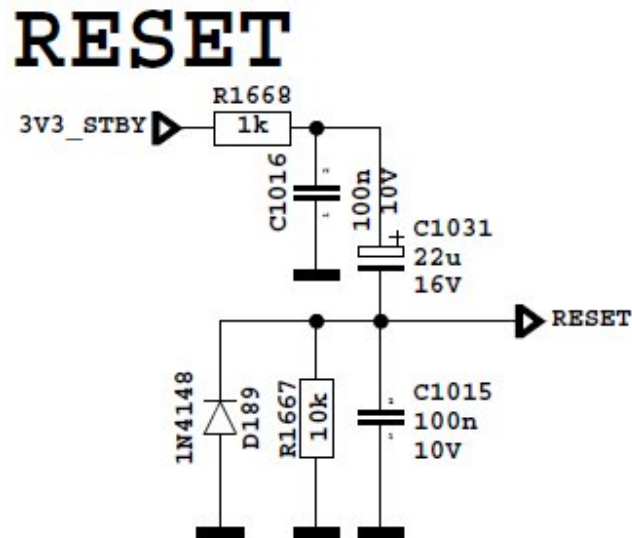 RESET
R1668
3V3_STBY
1k
C1016
100n
10V
C1031
22u
16V
RESET
1N4148
D189
R1667
10k
C1015
100n
10V